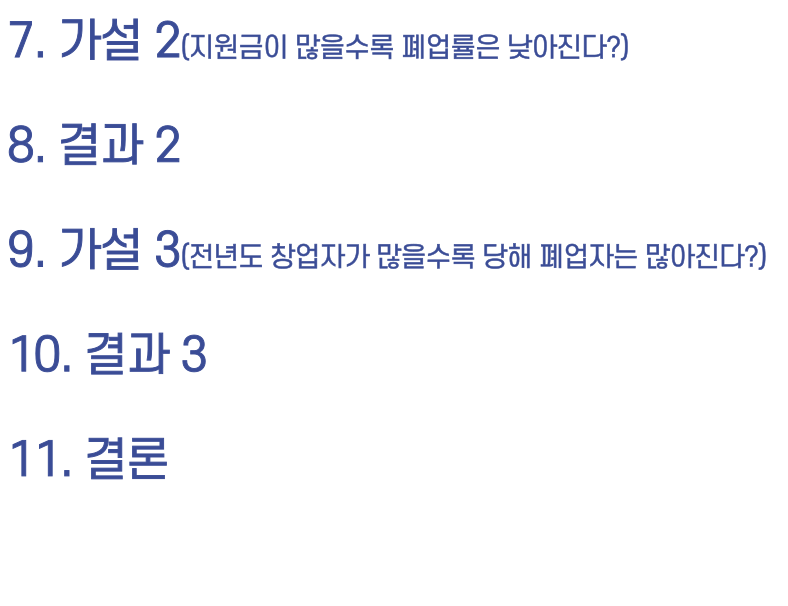 7. 가설 2(지원금이 많을수록 폐업률은 낮아진다?)
8. 결과 2
9. 가설 3(전년도 창업자가 많을수록 당해 폐업자는 많아진다?)
10. 결과 3
11. 결론